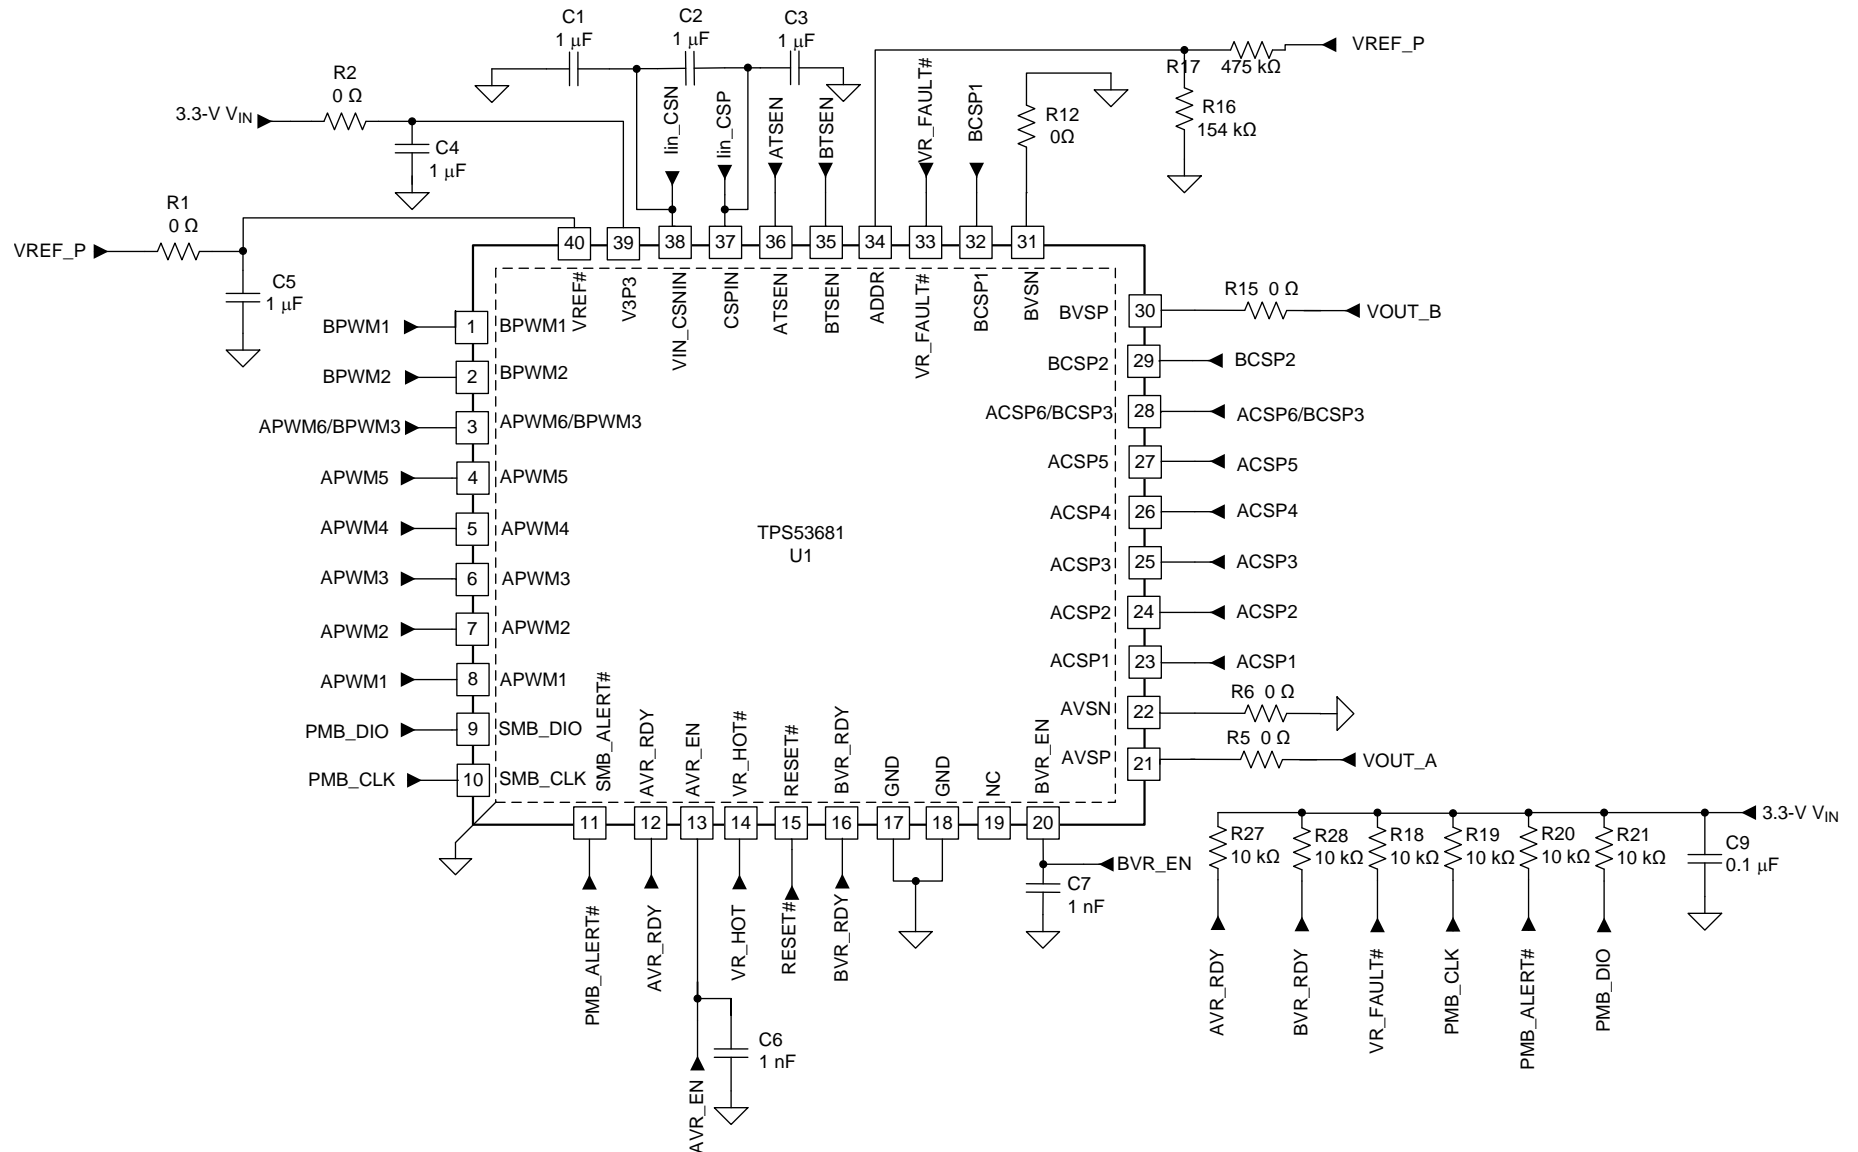 C1
1 μF
C2
1 μF
C3
1 μF
R2
0 Ω
3.3-V VIN
C4
1 μF
Iin_CSN
Iin_CSP
ATSEN
BTSEN
VR_FAULT#
BCSP1
R12
0Ω
R17
475 kΩ
VREF_P
R16
154 kΩ
R1
0 Ω
VREF_P
C5
1 μF
40
39
38
37
36
35
34
33
32
31
VREF#
V3P3
VIN_CSNIN
CSPIN
ATSEN
BTSEN
ADDR
VR_FAULT#
BCSP1
BVSN
BPWM1
1
BPWM1
BPWM2
2
BPWM2
APWM6/BPWM3
3
APWM6/BPWM3
APWM5
4
APWM5
APWM4
5
APWM4
APWM3
6
APWM3
APWM2
7
APWM2
APWM1
8
APWM1
PMB_DIO
9
SMB_DIO
PMB_CLK
10
SMB_CLK
TPS53681
U1
BVSP
30
R15 0 Ω
VOUT_B
BCSP2
29
BCSP2
ACSP6/BCSP3
28
ACSP6/BCSP3
ACSP5
27
ACSP5
ACSP4
26
ACSP4
ACSP3
25
ACSP3
ACSP2
24
ACSP2
ACSP1
23
ACSP1
AVSN
22
R6 0 Ω
AVSP
21
R5 0 Ω
VOUT_A
SMB_ALERT#
AVR_RDY
AVR_EN
VR_HOT#
RESET#
BVR_RDY
GND
GND
NC
BVR_EN
11
12
13
14
15
16
17
18
19
20
PMB_ALERT#
AVR_RDY
AVR_EN
VR_HOT
RESET#
BVR_RDY
BVR_EN
C7
1 nF
C6
1 nF
3.3-V VIN
R27
10 kΩ
R28
10 kΩ
R18
10 kΩ
R19
10 kΩ
R20
10 kΩ
R21
10 kΩ
C9
0.1 μF
AVR_RDY
BVR_RDY
VR_FAULT#
PMB_CLK
PMB_ALERT#
PMB_DIO